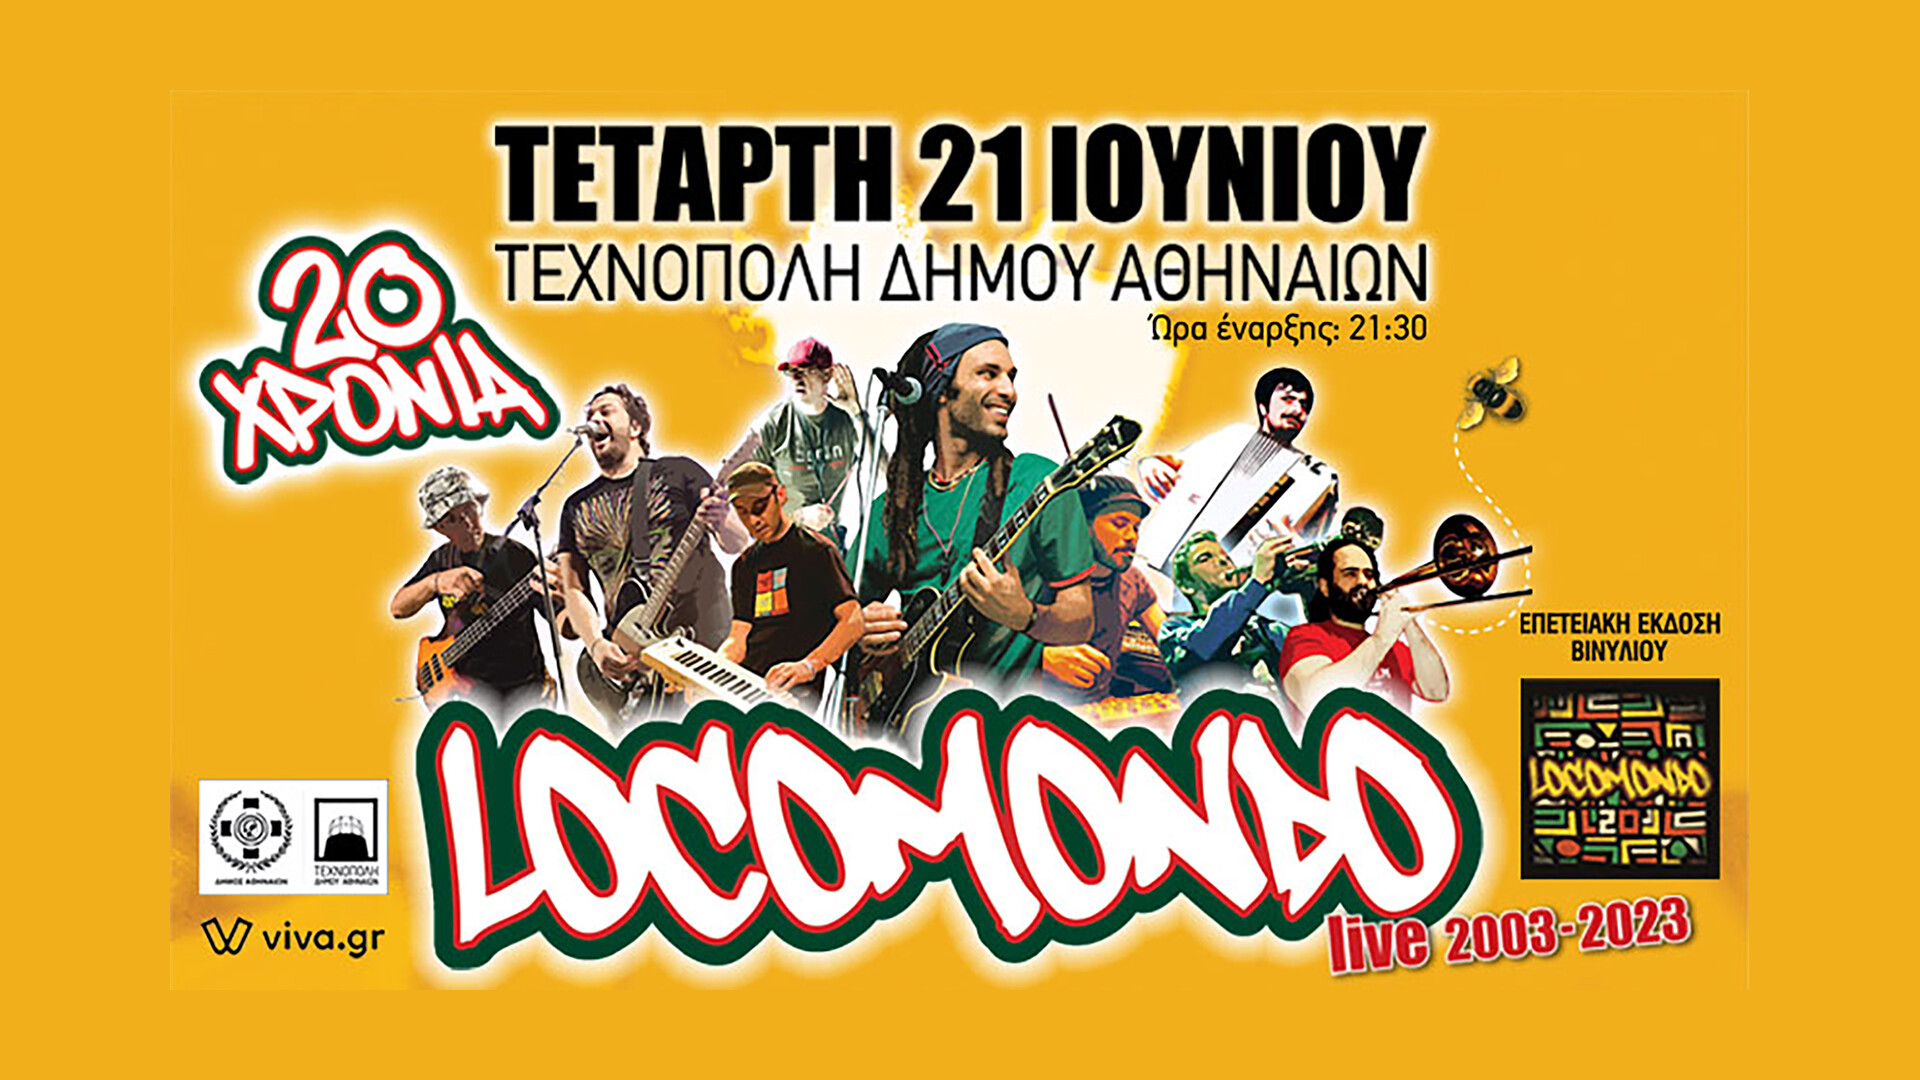 ΤΕΤΑΡΤΗ 21 ΙΟΥΝΙΟΥ
ΤΕΧΝΟΠΟΛΗ ΔΗΜΟΥ ΑΘΗΝΑΙΩΝ
Ώρα έναρξης: 21:30
20
ΧΡΟΝΙΑ
Berlin
ΕΠΕΤΕΙΑΚΗ ΕΚΔΟΣΗ
ΒΙΝΥΛΙΟΥ
LOCOMONDO
LOCOMONDO
live 2003-2023
ΔΗΜΟΣ ΑΘΗΝΑΙΩΝ
ΤΕΧΝΟΠΟΛΗ
ΔΗΜΟΥ ΑΘΗΝΑΙΩΝ
viva.gr